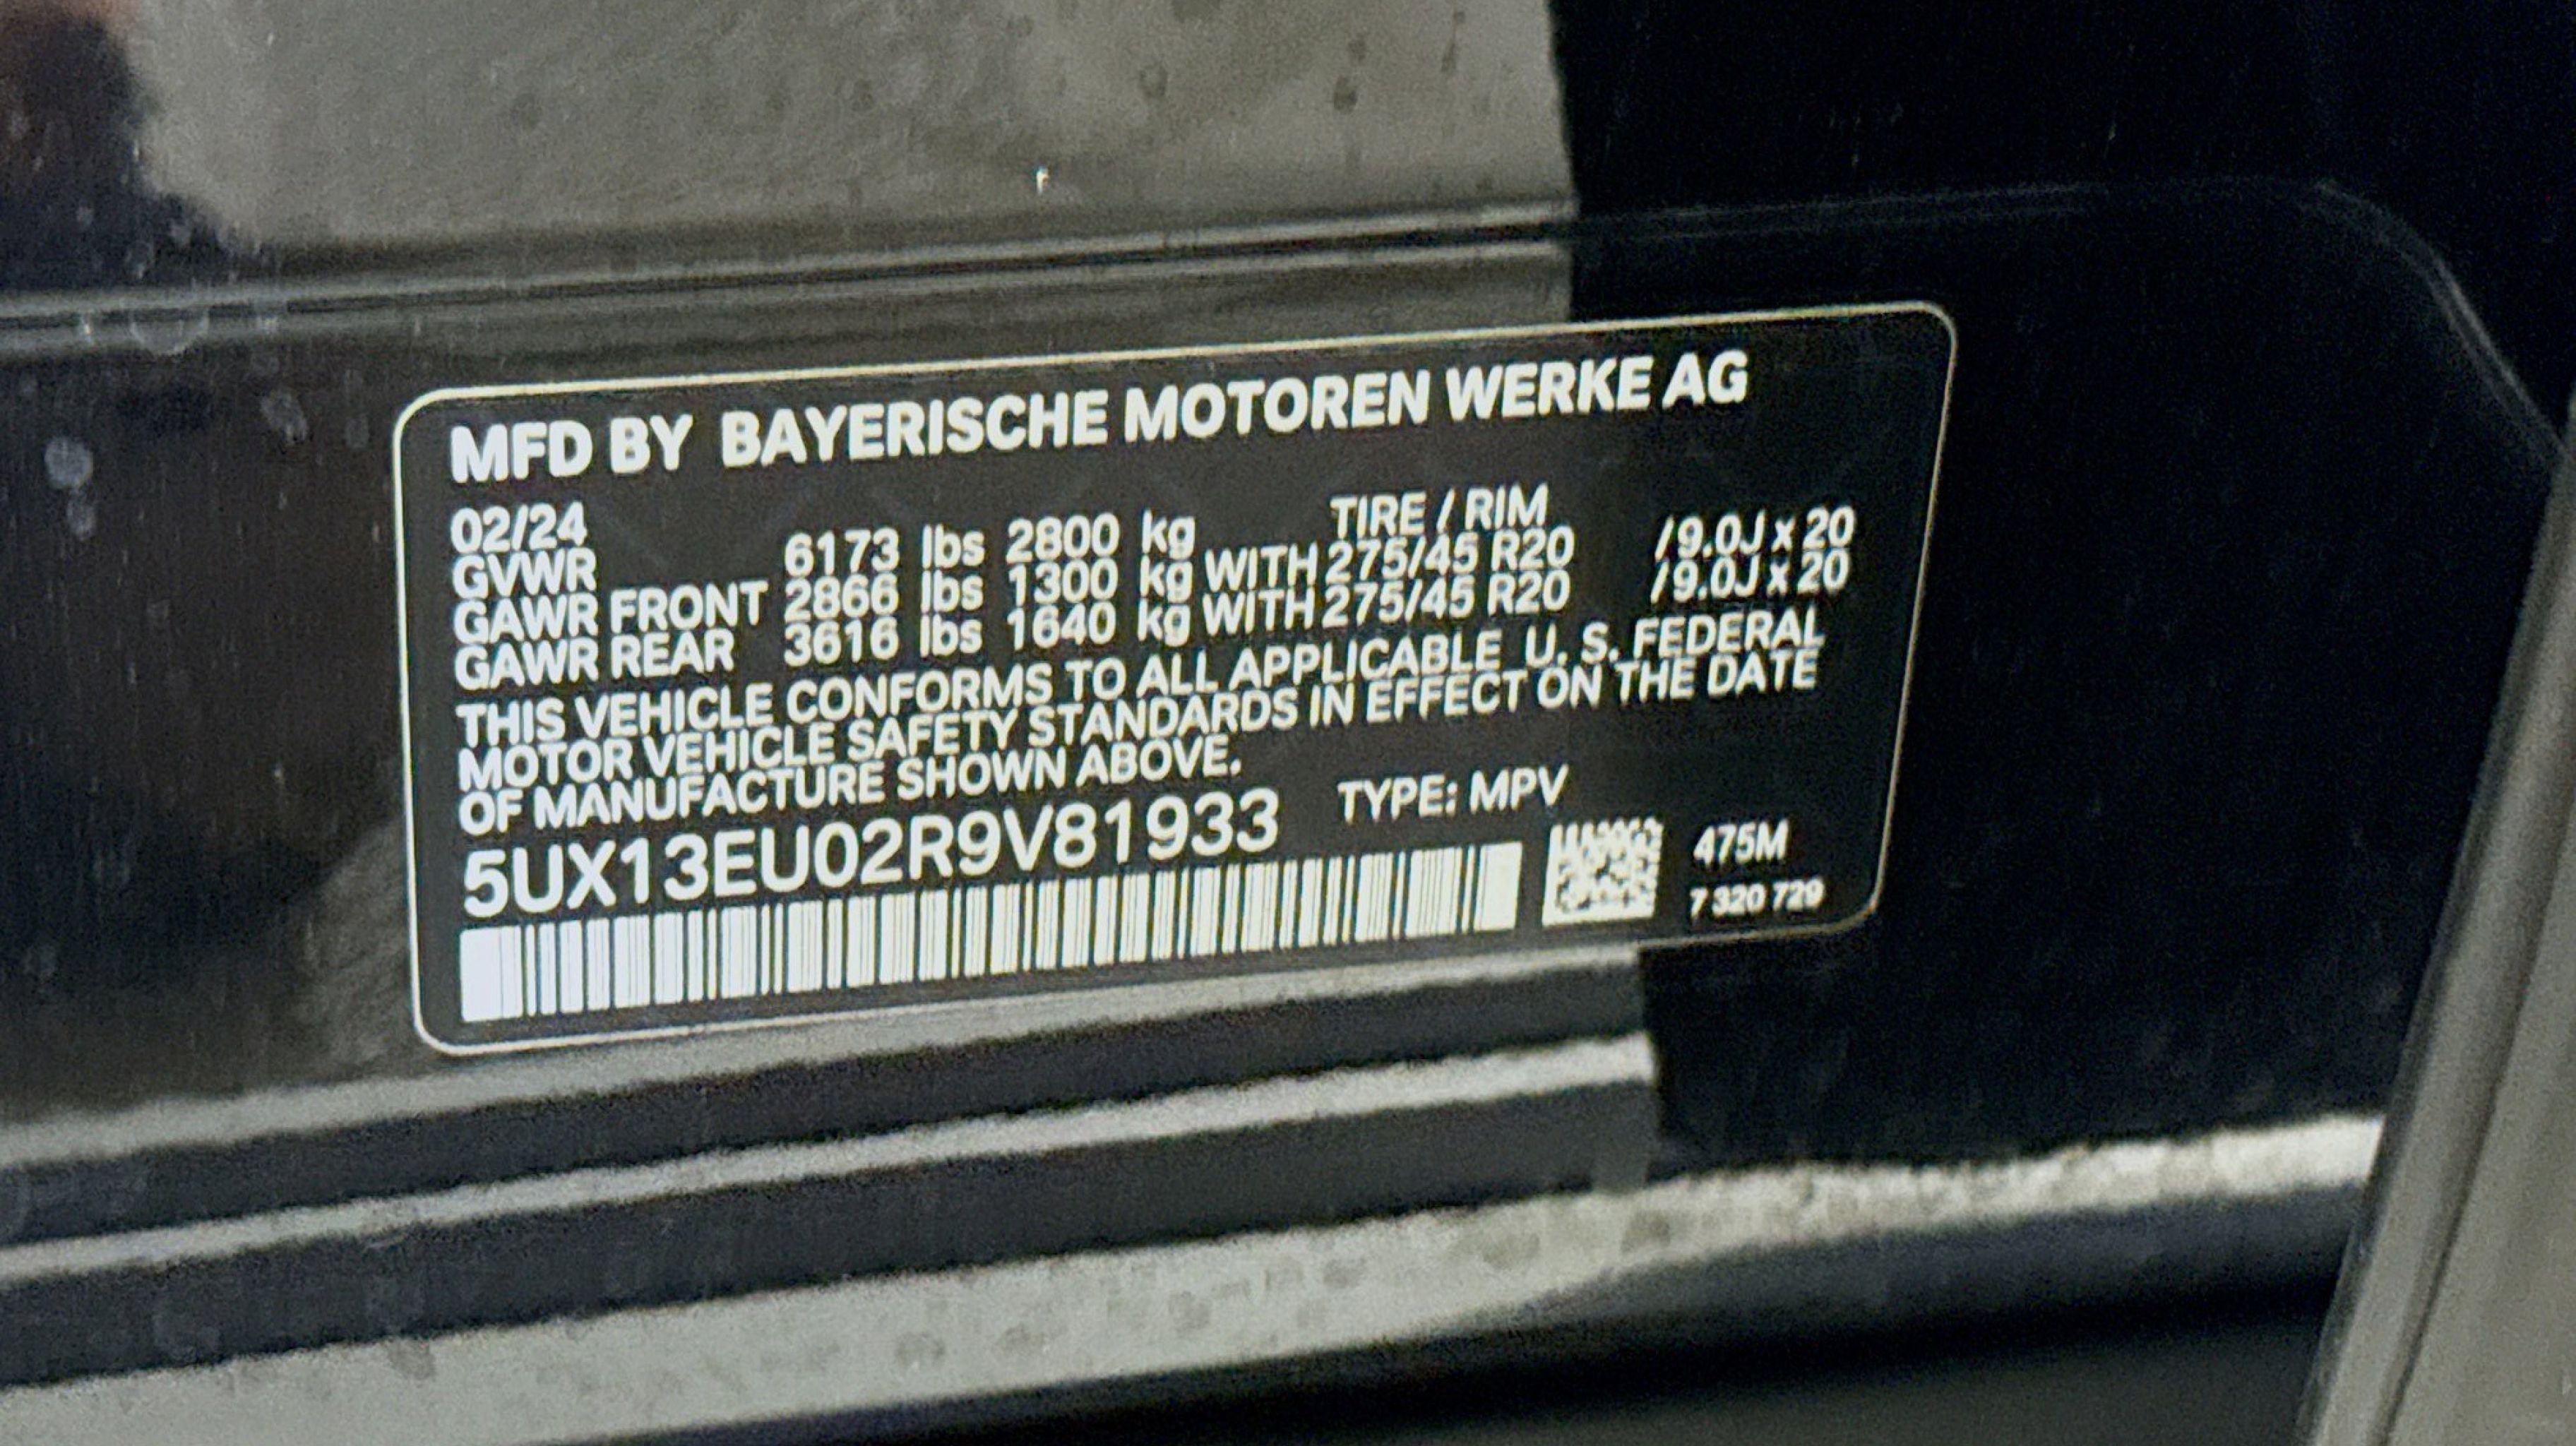 MFD BY BAYERISCHE MOTOREN WERKE AG
02/24 TIRE / RIM
GVWR 6173 lbs 2800 kg
GAWR FRONT 2866 lbs 1300 kg WITH 275/45 R20 / 9.0J x 20
GAWR REAR 3616 lbs 1640 kg WITH 275/45 R20 / 9.0J x 20
THIS VEHICLE CONFORMS TO ALL APPLICABLE U. S. FEDERAL
MOTOR VEHICLE SAFETY STANDARDS IN EFFECT ON THE DATE
OF MANUFACTURE SHOWN ABOVE.
5UX13EU02R9V81933 TYPE: MPV
475M
7 320 729